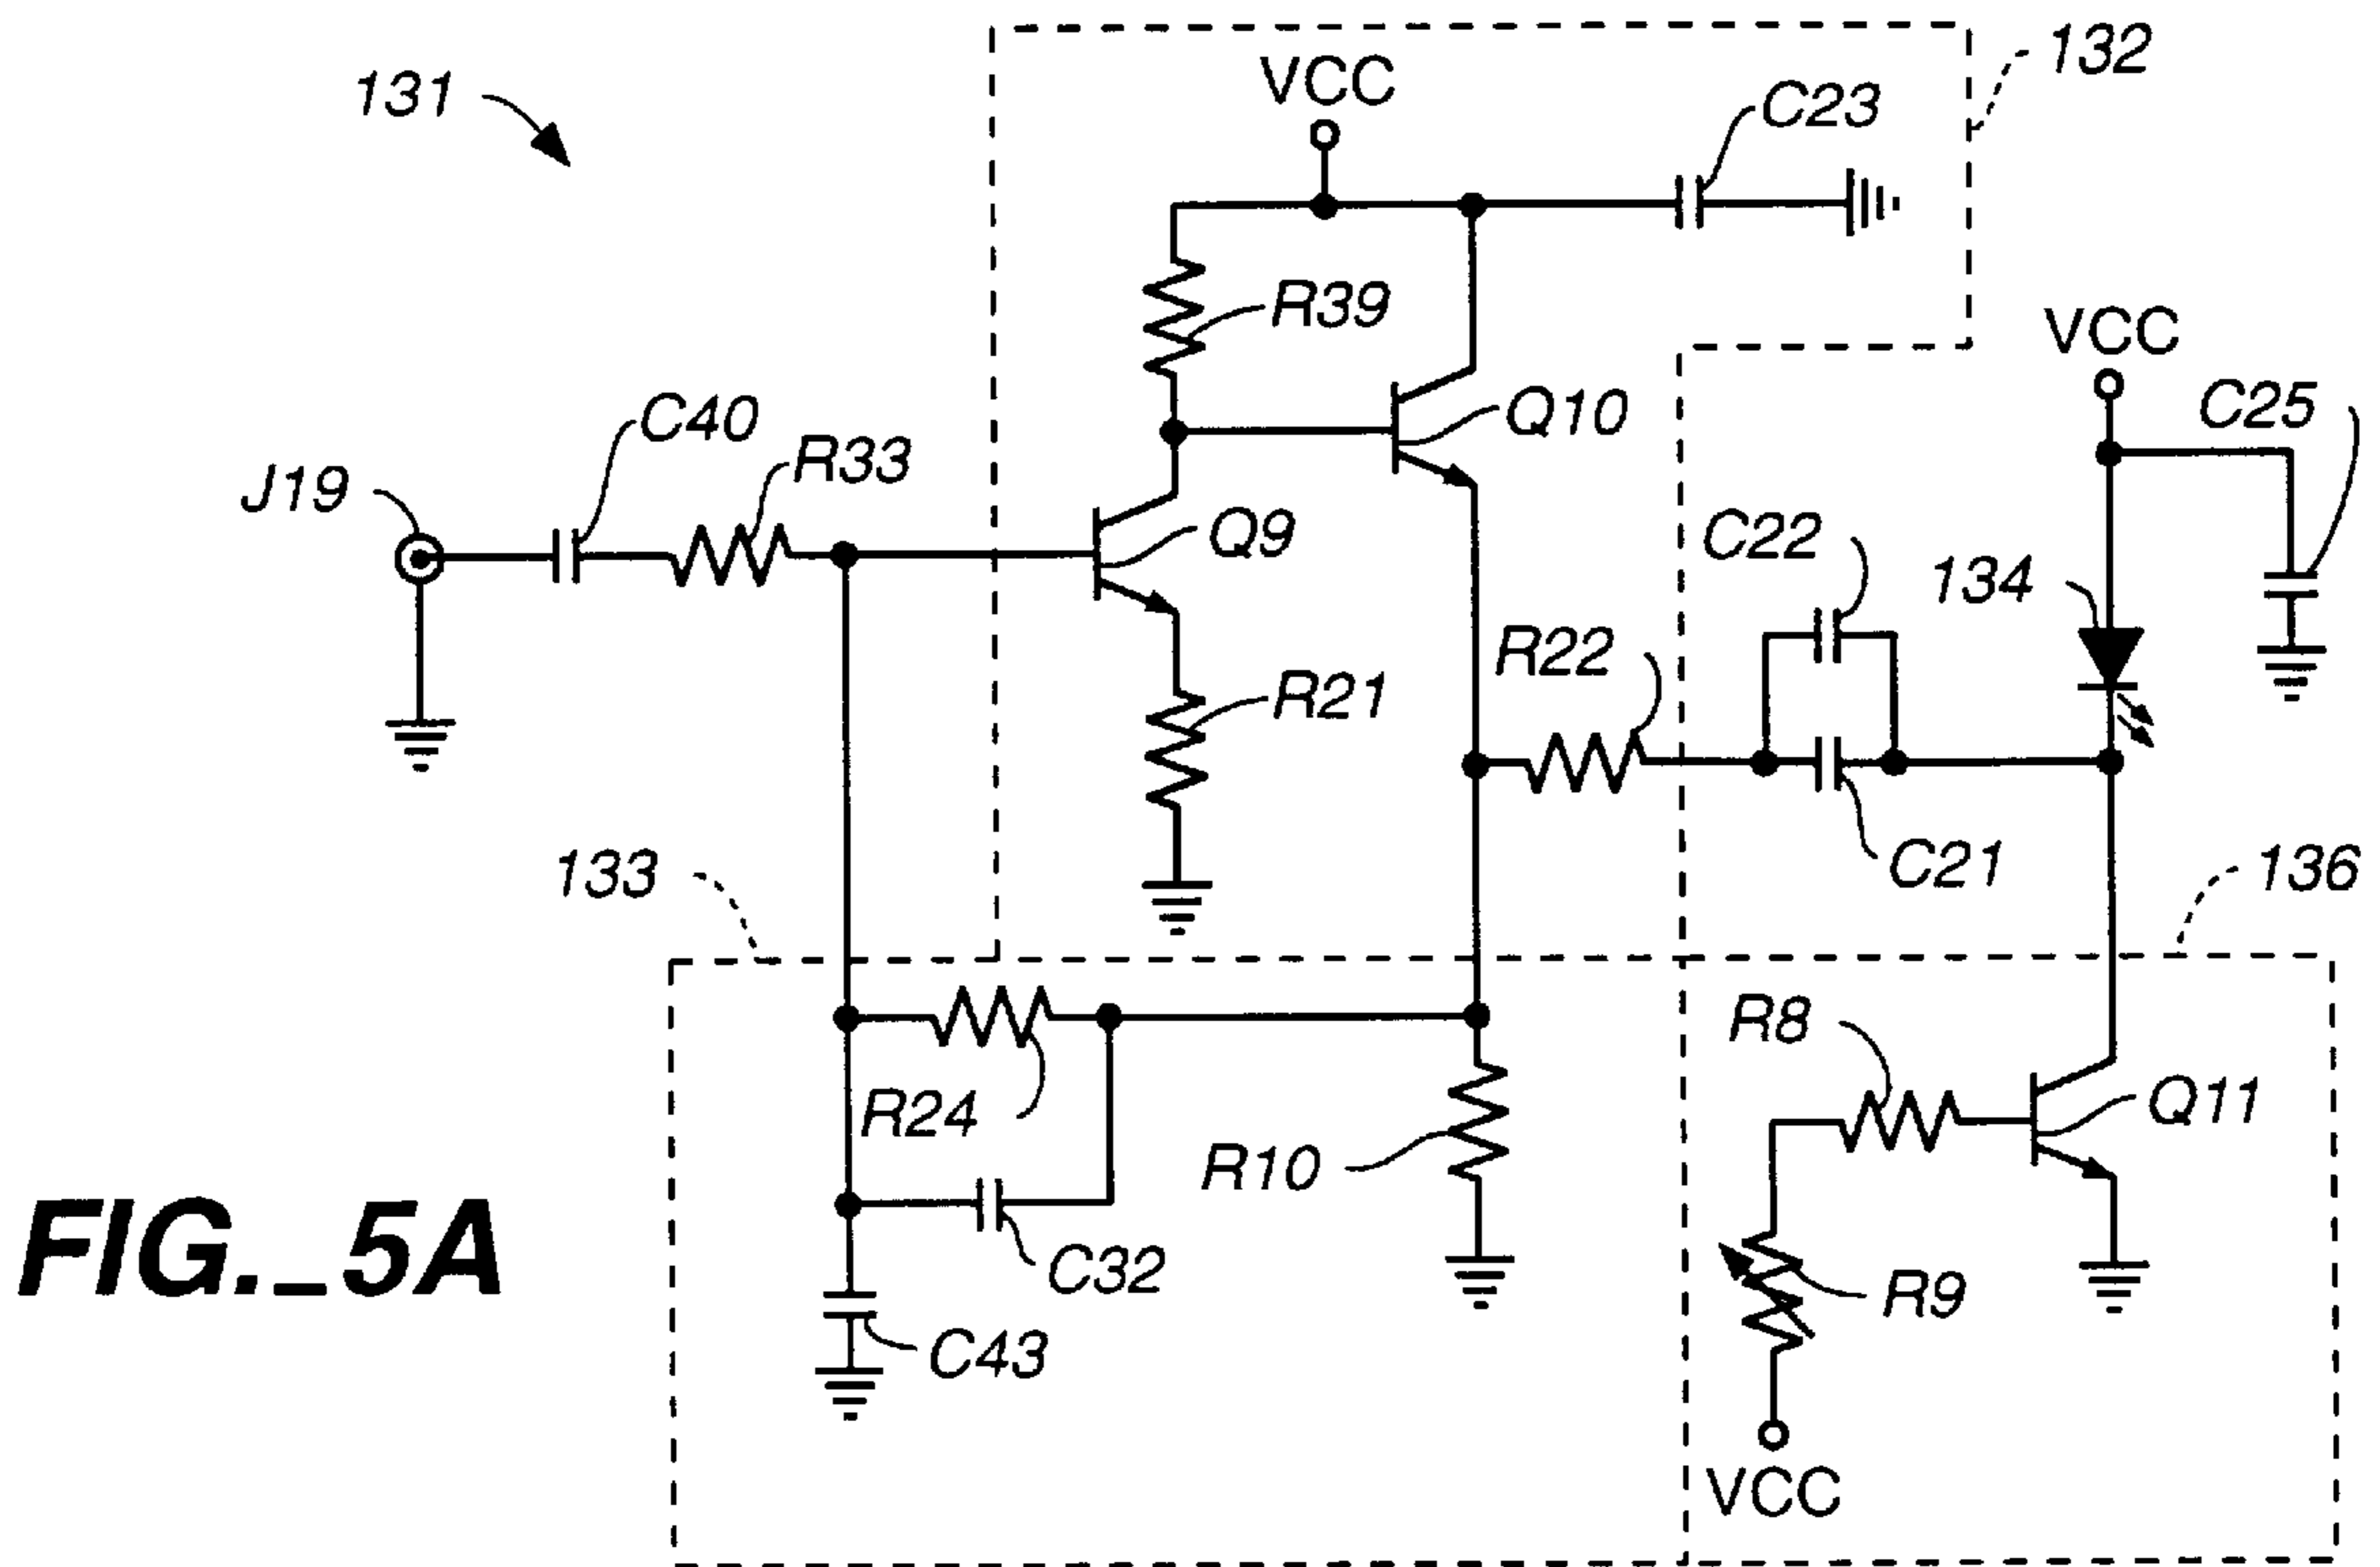 131
132
VCC
C23
R39
VCC
C40
Q10
C25
R33
J19
Q9
C22
134
R22
R21
C21
133
136
R8
R24
Q11
R10
C32
R9
C43
VCC
FIG._5A